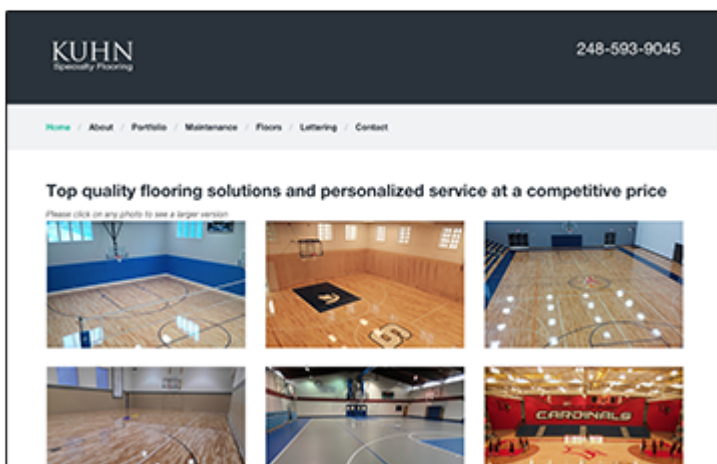 KUHN
Specialty Flooring
248-593-9045
Home / About / Portfolio / Maintenance / Floors / Lettering / Contact
Top quality flooring solutions and personalized service at a competitive price
Please click on any photo to see a larger version
CARDINALS